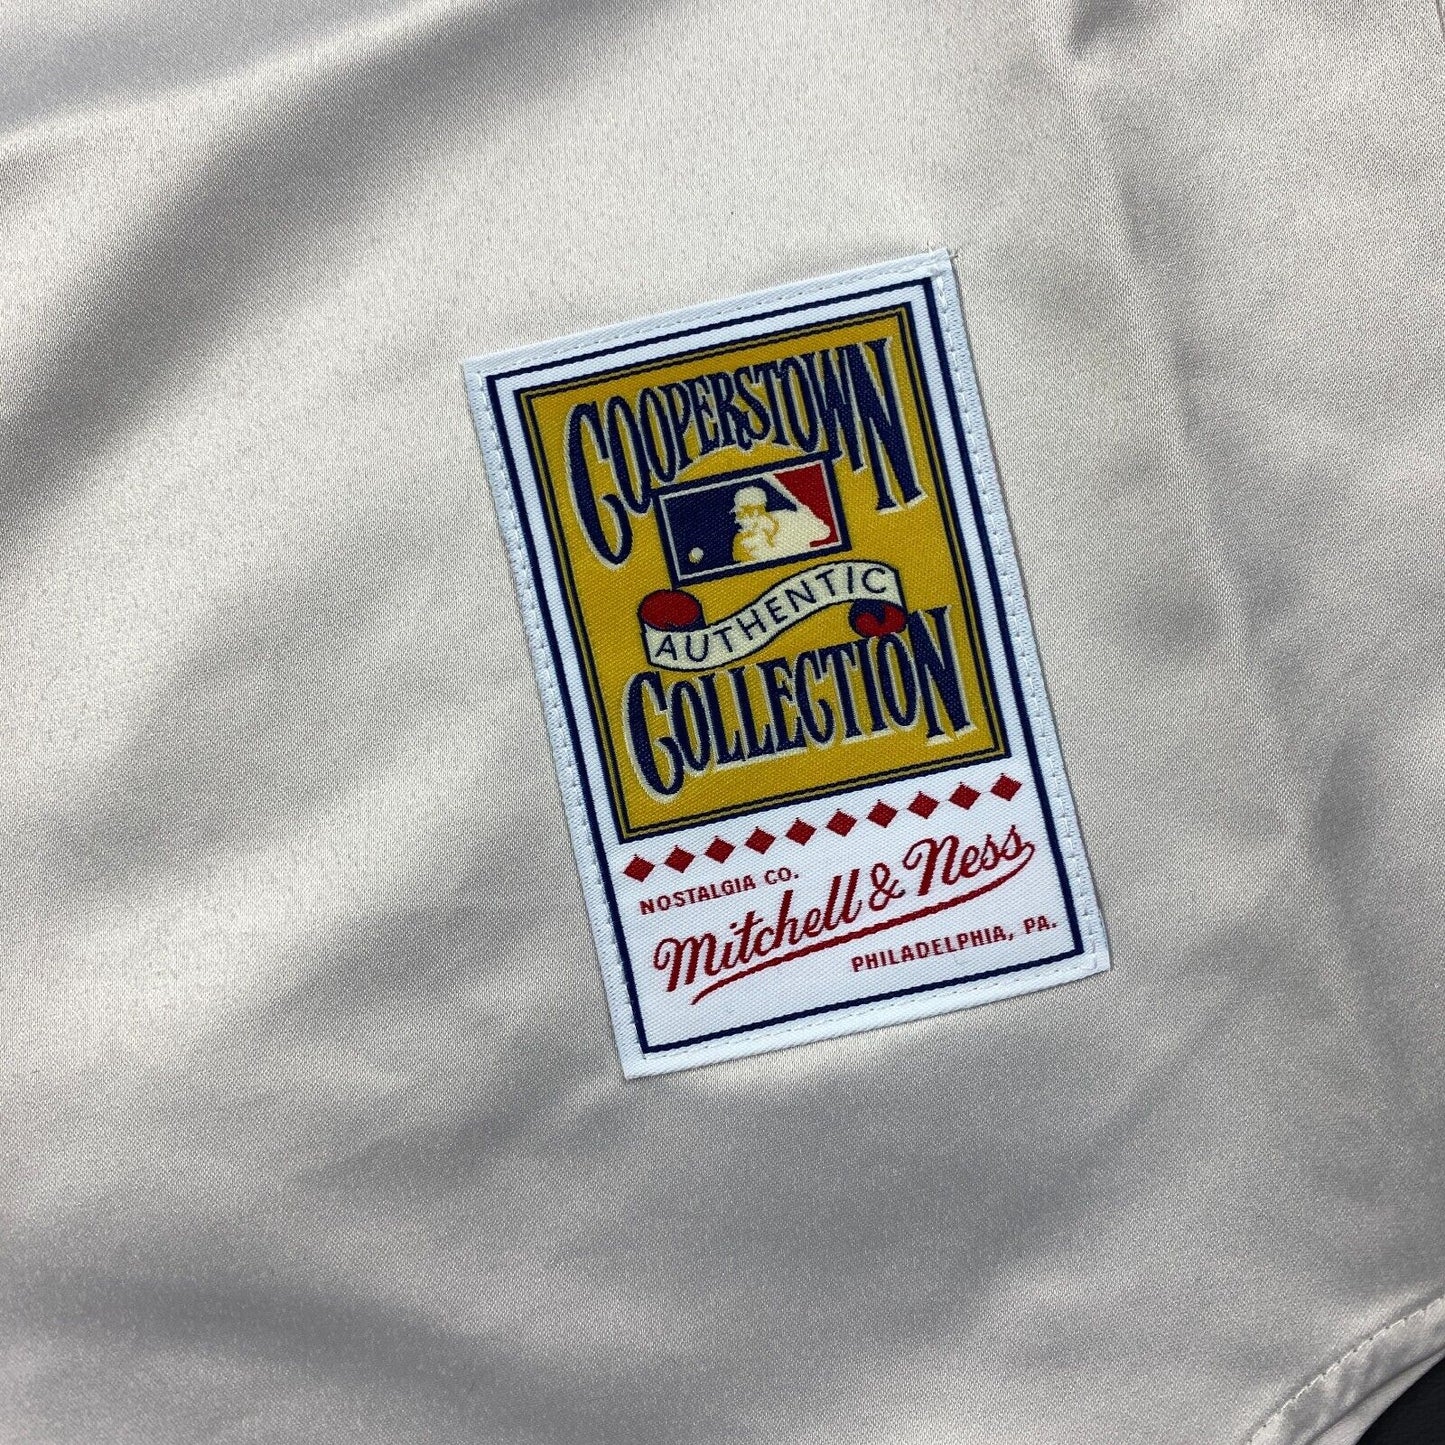 COOPERSTOWN
AUTHENTIC
COLLECTION
NOSTALGIA CO.
Mitchell & Ness
PHILADELPHIA, PA.